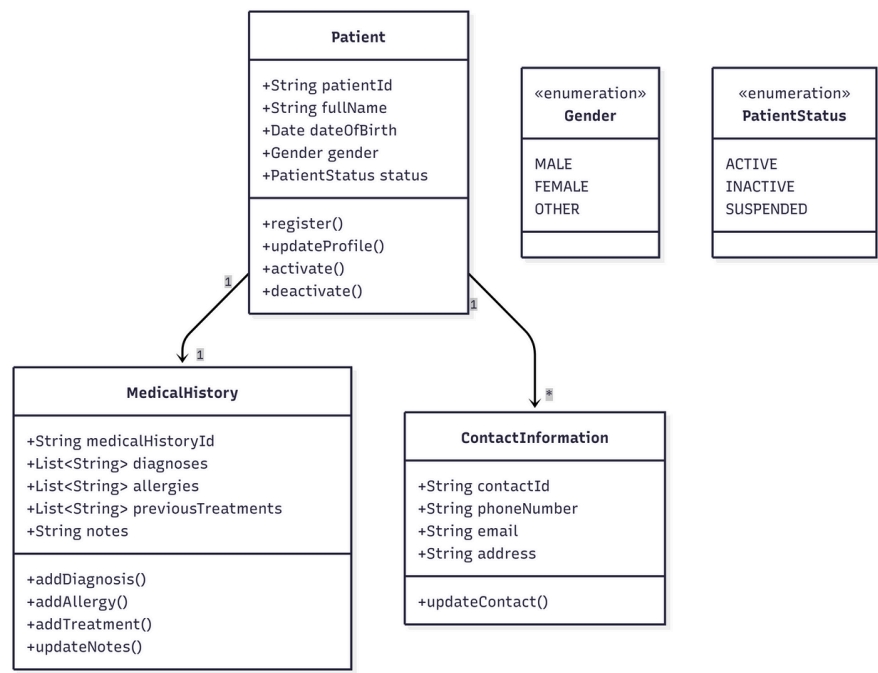 Patient
+String patientId
+String fullName
+Date dateOfBirth
+Gender gender
+PatientStatus status
+register()
+updateProfile()
+activate()
+deactivate()
«enumeration»
Gender
MALE
FEMALE
OTHER
«enumeration»
PatientStatus
ACTIVE
INACTIVE
SUSPENDED
1
1
1
*
MedicalHistory
+String medicalHistoryId
+List<String> diagnoses
+List<String> allergies
+List<String> previousTreatments
+String notes
+addDiagnosis()
+addAllergy()
+addTreatment()
+updateNotes()
ContactInformation
+String contactId
+String phoneNumber
+String email
+String address
+updateContact()